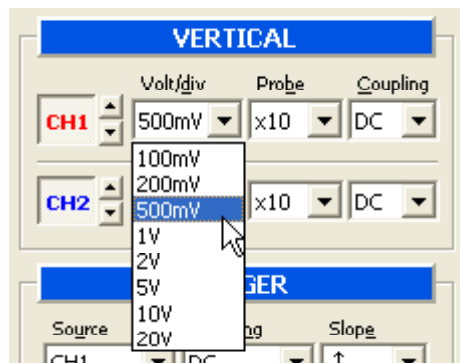 VERTICAL
Volt/div Probe Coupling
CH1 500mV x10 DC
100mV
200mV
CH2 500mV x10 DC
1V
2V
5V
10V
20V
Source Slope
CH1 DC ↑